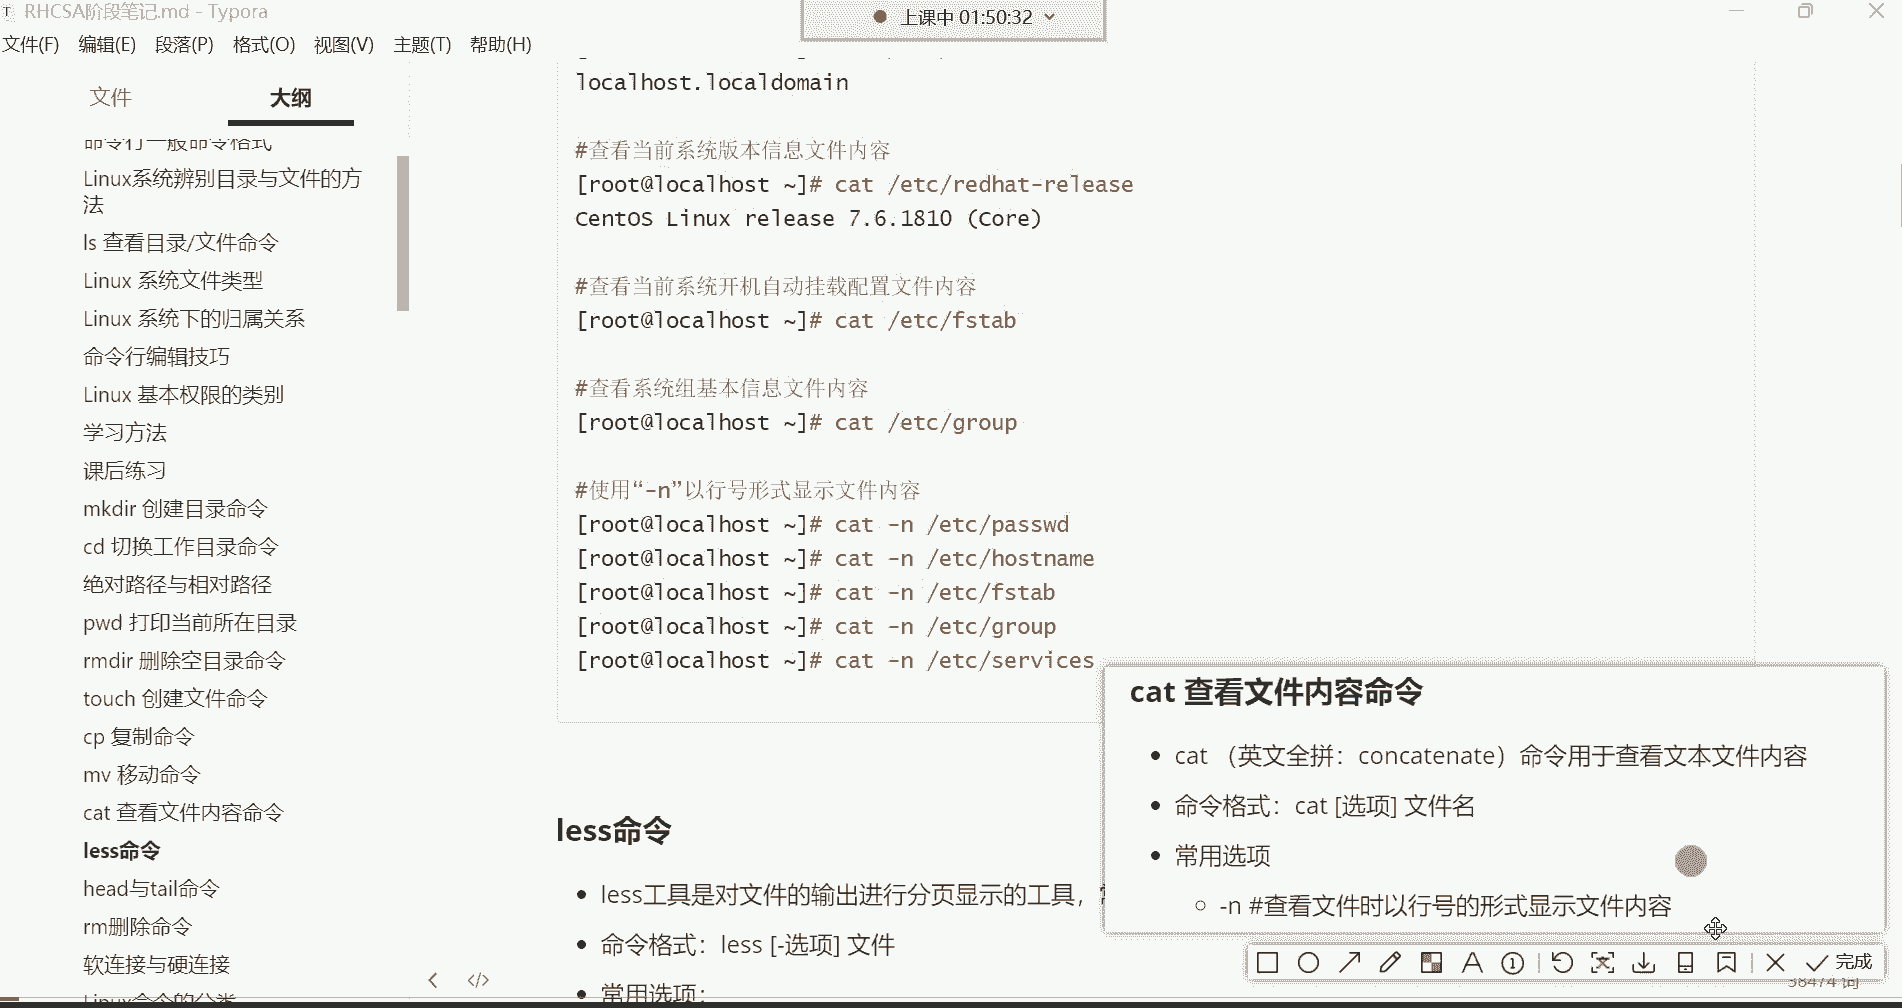 RHCSA阶段笔记.md - Typora
上课中 01:50:32
文件(F) 编辑(E) 段落(P) 格式(O) 视图(V) 主题(T) 帮助(H)
文件 大纲
命令行一般命令格式
Linux系统辨别目录与文件的方
法
ls 查看目录/文件命令
Linux 系统文件类型
Linux 系统下的归属关系
命令行编辑技巧
Linux 基本权限的类别
学习方法
课后练习
mkdir 创建目录命令
cd 切换工作目录命令
绝对路径与相对路径
pwd 打印当前所在目录
rmdir 删除空目录命令
touch 创建文件命令
cp 复制命令
mv 移动命令
cat 查看文件内容命令
less命令
head与tail命令
rm删除命令
软连接与硬连接
Linux命令的分类
localhost.localdomain
#查看当前系统版本信息文件内容
[root@localhost ~]# cat /etc/redhat-release
CentOS Linux release 7.6.1810 (Core)
#查看当前系统开机自动挂载配置文件内容
[root@localhost ~]# cat /etc/fstab
#查看系统组基本信息文件内容
[root@localhost ~]# cat /etc/group
#使用“-n”以行号形式显示文件内容
[root@localhost ~]# cat -n /etc/passwd
[root@localhost ~]# cat -n /etc/hostname
[root@localhost ~]# cat -n /etc/fstab
[root@localhost ~]# cat -n /etc/group
[root@localhost ~]# cat -n /etc/services
less命令
less工具是对文件的输出进行分页显示的工具，
命令格式：less [-选项] 文件
常用选项：
cat 查看文件内容命令
cat （英文全拼：concatenate）命令用于查看文本文件内容
命令格式：cat [选项] 文件名
常用选项
-n #查看文件时以行号的形式显示文件内容
完成